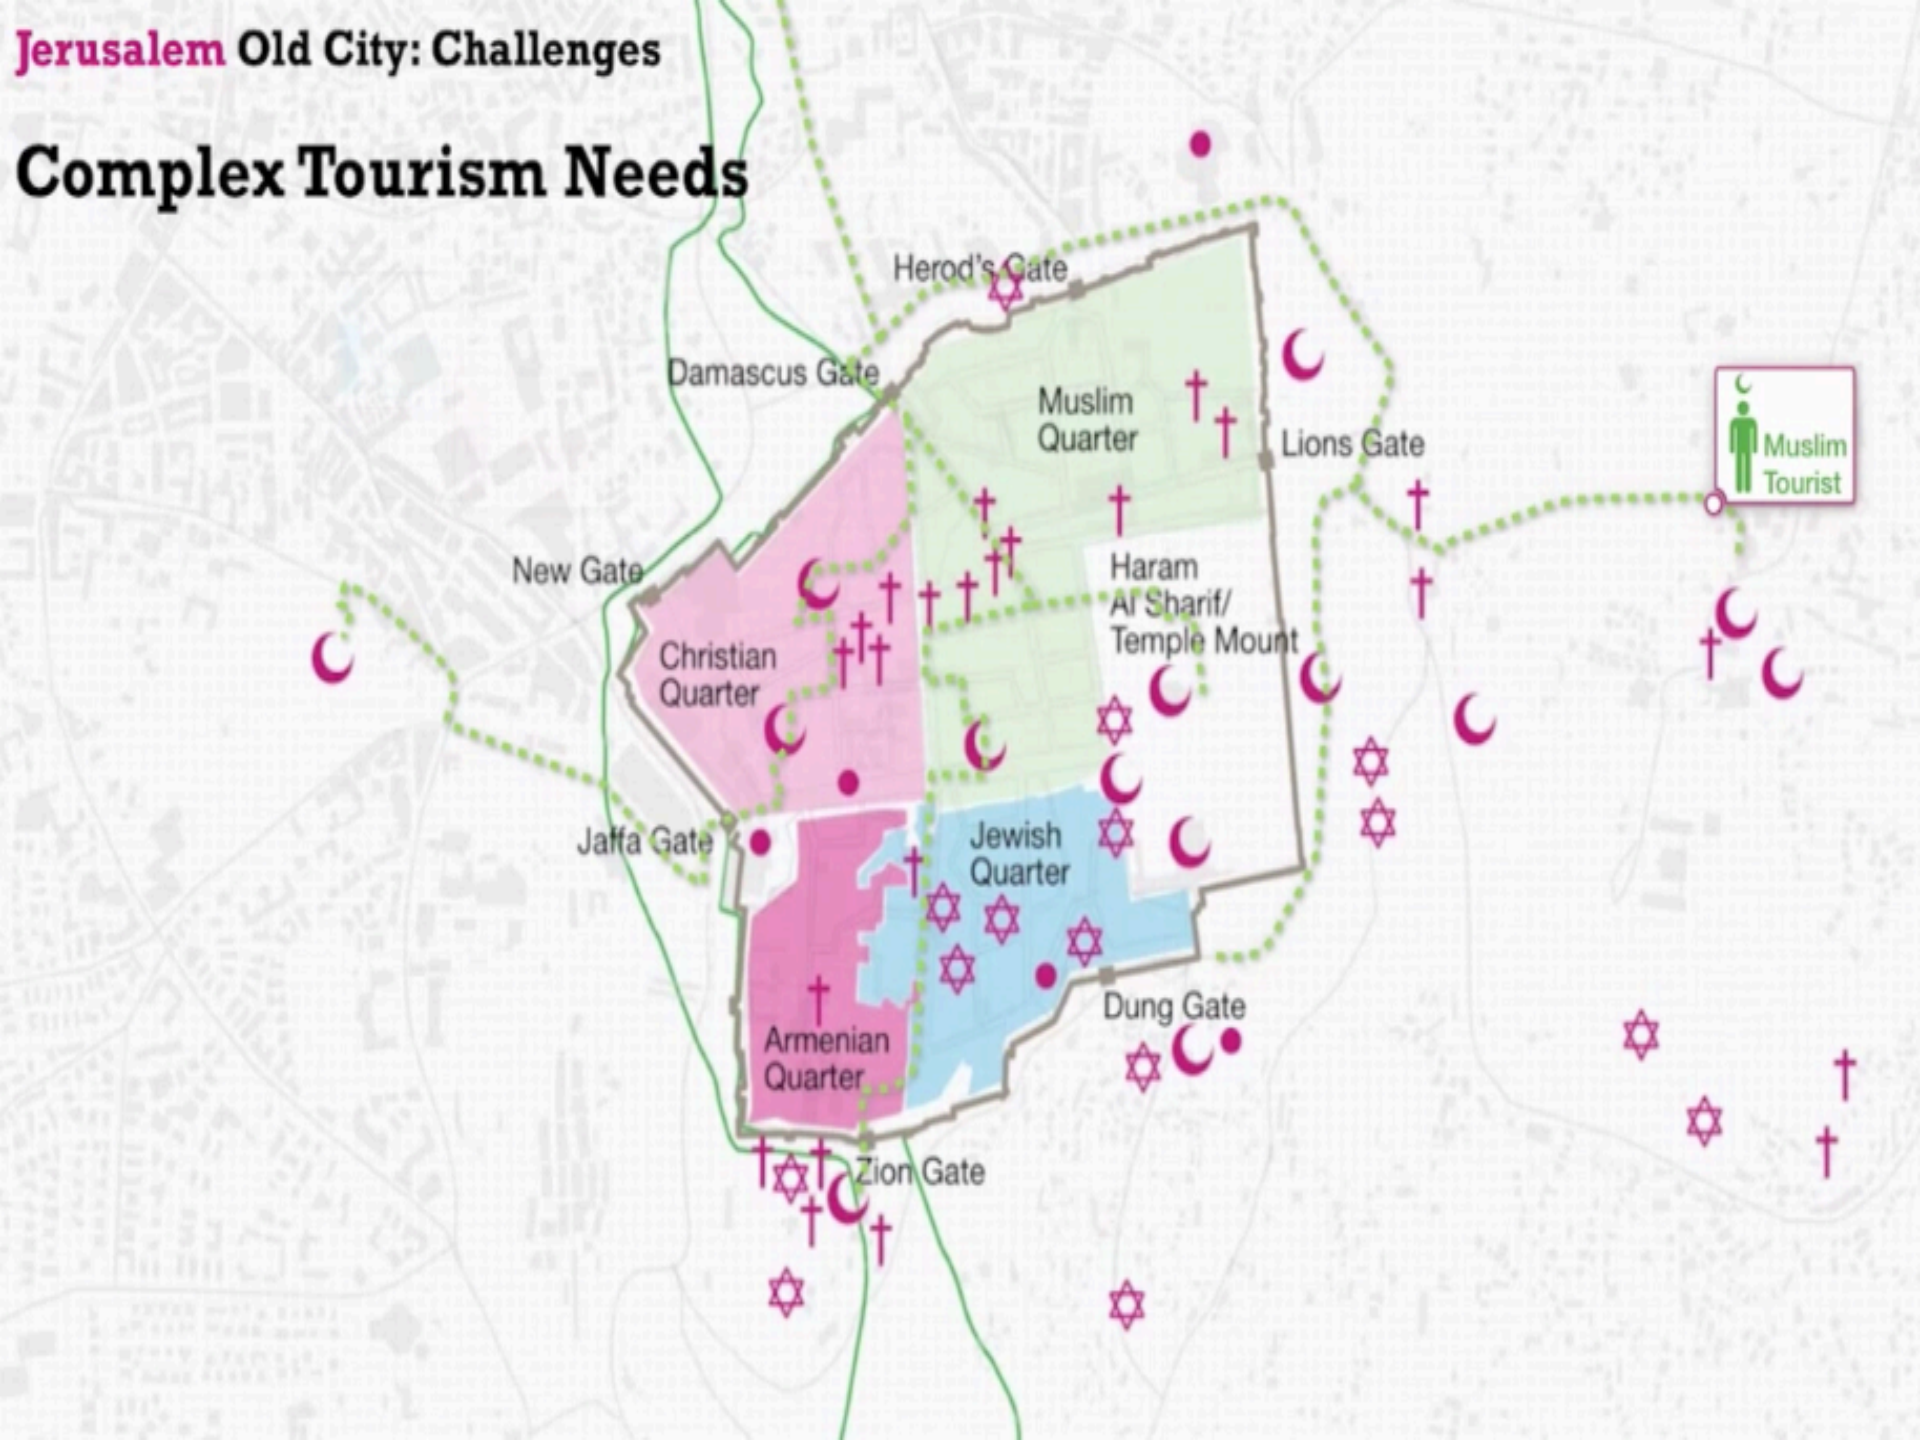 Jerusalem Old City: Challenges
Complex Tourism Needs
Herod's Gate
Damascus Gate
Muslim
Quarter
Lions Gate
Muslim
Tourist
New Gate
Haram
Al Sharif/
Temple Mount
Christian
Quarter
Jaffa Gate
Jewish
Quarter
Dung Gate
Armenian
Quarter
Zion Gate